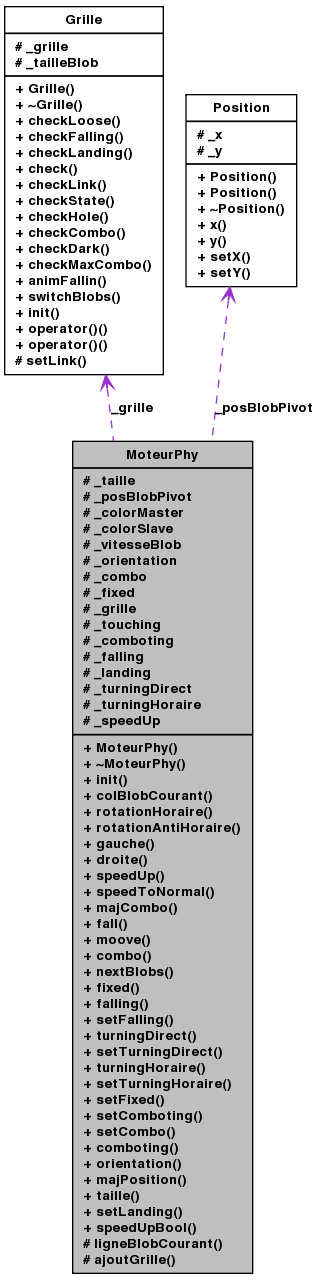 Grille
# _grille
# _tailleBlob
+ Grille()
+ ~Grille()
+ checkLoose()
+ checkFalling()
+ checkLanding()
+ check()
+ checkLink()
+ checkState()
+ checkHole()
+ checkCombo()
+ checkDark()
+ checkMaxCombo()
+ animFallin()
+ switchBlobs()
+ init()
+ operator()()
+ operator()()
# setLink()
Position
# _x
# _y
+ Position()
+ Position()
+ ~Position()
+ x()
+ y()
+ setX()
+ setY()
_grille
_posBlobPivot
MoteurPhy
# _taille
# _posBlobPivot
# _colorMaster
# _colorSlave
# _vitesseBlob
# _orientation
# _combo
# _fixed
# _grille
# _touching
# _comboting
# _falling
# _landing
# _turningDirect
# _turningHoraire
# _speedUp
+ MoteurPhy()
+ ~MoteurPhy()
+ init()
+ colBlobCourant()
+ rotationHoraire()
+ rotationAntiHoraire()
+ gauche()
+ droite()
+ speedUp()
+ speedToNormal()
+ majCombo()
+ fall()
+ moove()
+ combo()
+ nextBlobs()
+ fixed()
+ falling()
+ setFalling()
+ turningDirect()
+ setTurningDirect()
+ turningHoraire()
+ setTurningHoraire()
+ setFixed()
+ setComboting()
+ setCombo()
+ comboting()
+ orientation()
+ majPosition()
+ taille()
+ setLanding()
+ speedUpBool()
# ligneBlobCourant()
# ajoutGrille()